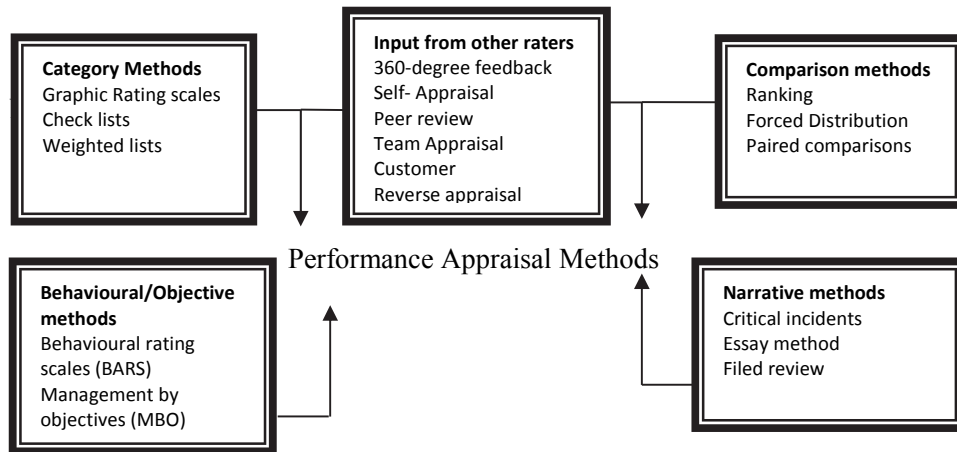 Category Methods
Graphic Rating scales
Check lists
Weighted lists
Input from other raters
360-degree feedback
Self- Appraisal
Peer review
Team Appraisal
Customer
Reverse appraisal
Comparison methods
Ranking
Forced Distribution
Paired comparisons
Performance Appraisal Methods
Behavioural/Objective
methods
Behavioural rating
scales (BARS)
Management by
objectives (MBO)
Narrative methods
Critical incidents
Essay method
Filed review